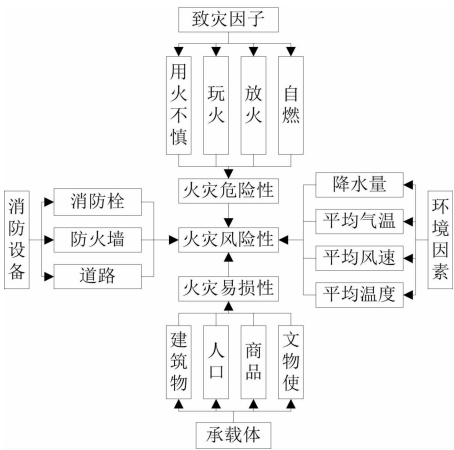 致灾因子
用火不慎
玩火
放火
自燃
火灾危险性
消防设备
消防栓
防火墙
道路
火灾风险性
降水量
平均气温
平均风速
平均温度
环境因素
火灾易损性
建筑物
人口
商品
文物使
承载体